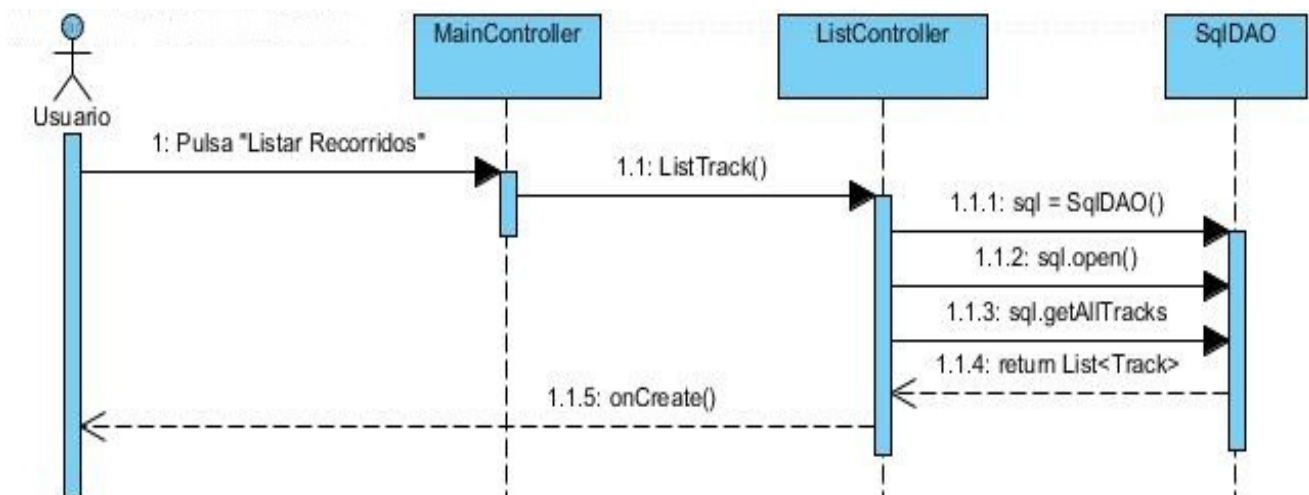 MainController
ListController
SqlDAO
Usuario
1: Pulsa "Listar Recorridos"
1.1: ListTrack()
1.1.1: sql = SqlDAO()
1.1.2: sql.open()
1.1.3: sql.getAllTracks
1.1.4: return List<Track>
1.1.5: onCreate()